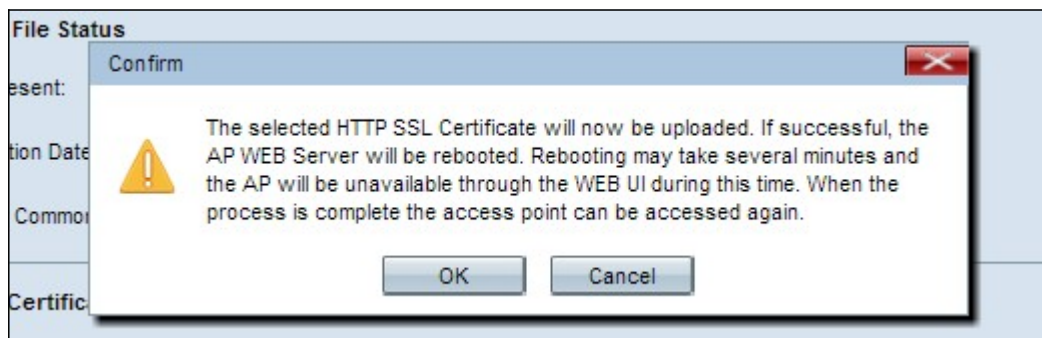 File Status
Confirm
esent:
The selected HTTP SSL Certificate will now be uploaded. If successful, the
AP WEB Server will be rebooted. Rebooting may take several minutes and
tion Date
the AP will be unavailable through the WEB UI during this time. When the
process is complete the access point can be accessed again.
Commo
OK Cancel
Certific